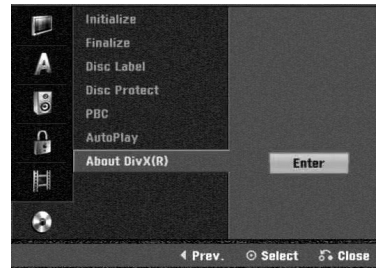 Initialize
Finalize
A
Disc Label
Disc Protect
PBC
AutoPlay
About DivX(R)
Enter
Prev.
Select
Close